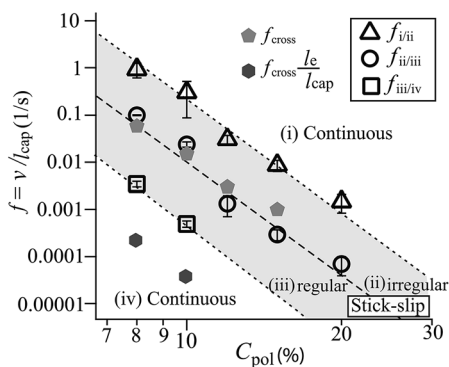 10
1
0.1
0.01
0.001
0.0001
0.00001
f = v/l_cap (1/s)
f_cross
f_cross l_e/l_cap
f_i/ii
f_ii/iii
f_iii/iv
(i) Continuous
(iii) regular
(ii) irregular
(iv) Continuous
Stick-slip
7 8 9 10 20 30
C_pol (%)